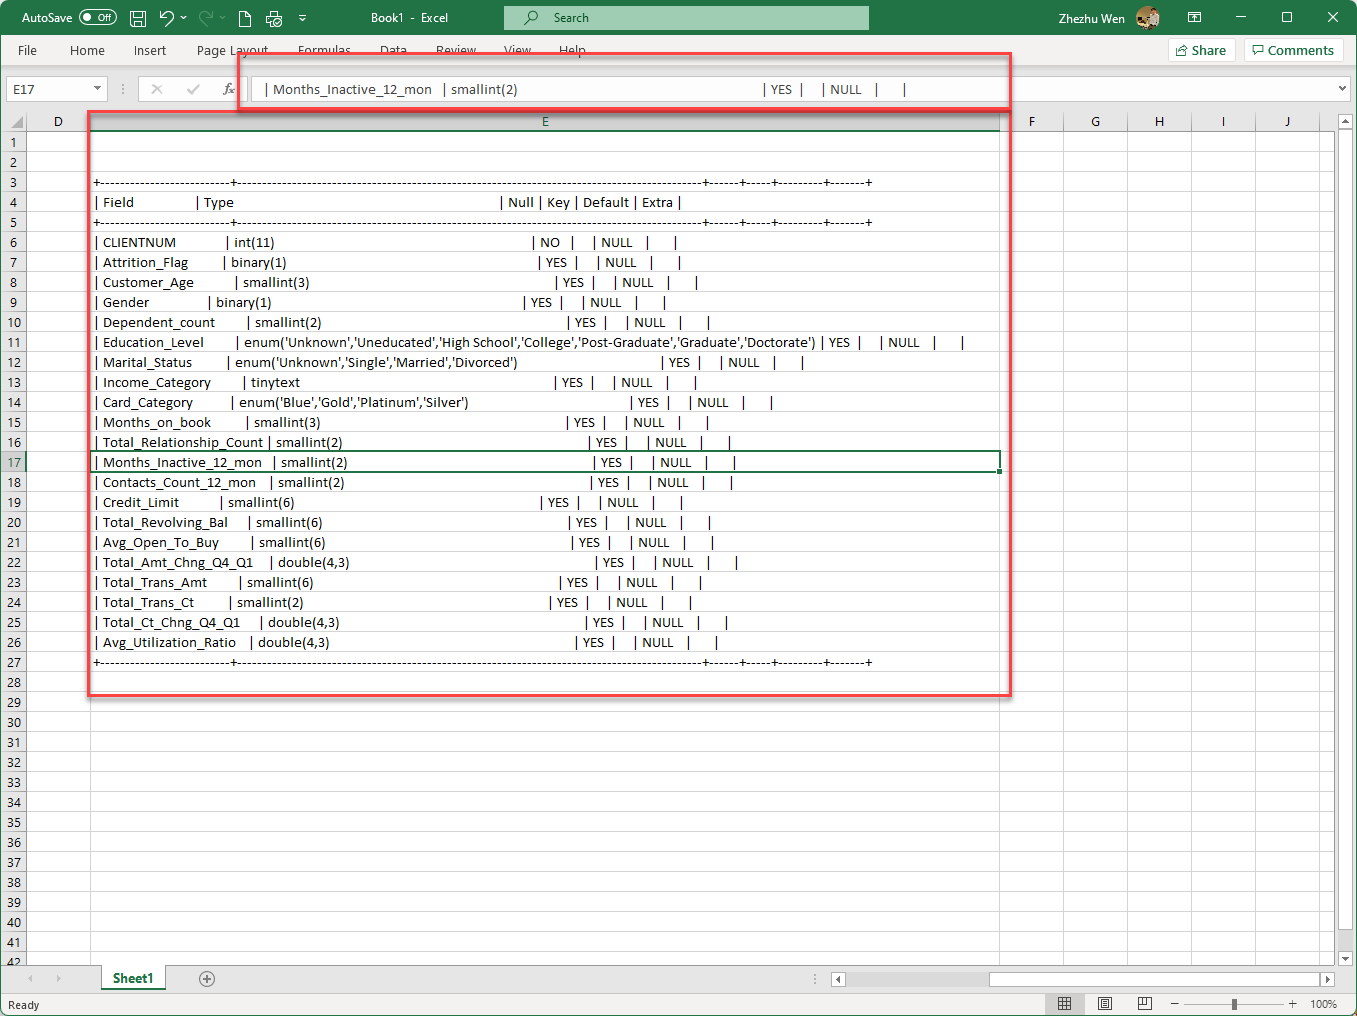 AutoSave Off Book1 - Excel Search Zhezhu Wen
File Home Insert Page Layout Formulas Data Review View Help Share Comments
E17 fx | Months_Inactive_12_mon | smallint(2) | YES | | NULL | |
D E F G H I J
1
2
3 +--------------------------+----------------------------------------------------------------------------------------------+------+-----+---------+-------+
4 | Field | Type | Null | Key | Default | Extra |
5 +--------------------------+----------------------------------------------------------------------------------------------+------+-----+---------+-------+
6 | CLIENTNUM | int(11) | NO | | NULL | |
7 | Attrition_Flag | binary(1) | YES | | NULL | |
8 | Customer_Age | smallint(3) | YES | | NULL | |
9 | Gender | binary(1) | YES | | NULL | |
10 | Dependent_count | smallint(2) | YES | | NULL | |
11 | Education_Level | enum('Unknown','Uneducated','High School','College','Post-Graduate','Graduate','Doctorate') | YES | | NULL | |
12 | Marital_Status | enum('Unknown','Single','Married','Divorced') | YES | | NULL | |
13 | Income_Category | tinytext | YES | | NULL | |
14 | Card_Category | enum('Blue','Gold','Platinum','Silver') | YES | | NULL | |
15 | Months_on_book | smallint(3) | YES | | NULL | |
16 | Total_Relationship_Count | smallint(2) | YES | | NULL | |
17 | Months_Inactive_12_mon | smallint(2) | YES | | NULL | |
18 | Contacts_Count_12_mon | smallint(2) | YES | | NULL | |
19 | Credit_Limit | smallint(6) | YES | | NULL | |
20 | Total_Revolving_Bal | smallint(6) | YES | | NULL | |
21 | Avg_Open_To_Buy | smallint(6) | YES | | NULL | |
22 | Total_Amt_Chng_Q4_Q1 | double(4,3) | YES | | NULL | |
23 | Total_Trans_Amt | smallint(6) | YES | | NULL | |
24 | Total_Trans_Ct | smallint(2) | YES | | NULL | |
25 | Total_Ct_Chng_Q4_Q1 | double(4,3) | YES | | NULL | |
26 | Avg_Utilization_Ratio | double(4,3) | YES | | NULL | |
27 +--------------------------+----------------------------------------------------------------------------------------------+------+-----+---------+-------+
28
29
30
31
32
33
34
35
36
37
38
39
40
41
42
Sheet1
Ready 100%